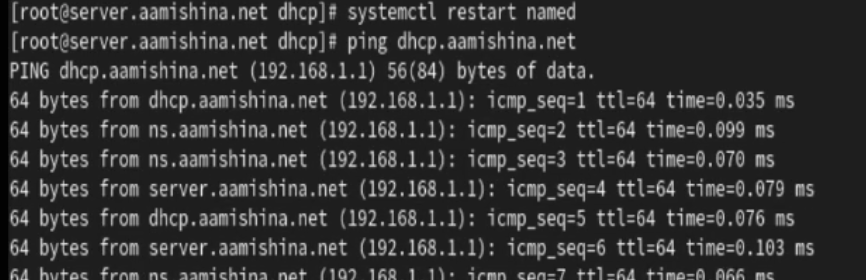 [root@server.aamishina.net dhcp]# systemctl restart named
[root@server.aamishina.net dhcp]# ping dhcp.aamishina.net
PING dhcp.aamishina.net (192.168.1.1) 56(84) bytes of data.
64 bytes from dhcp.aamishina.net (192.168.1.1): icmp_seq=1 ttl=64 time=0.035 ms
64 bytes from ns.aamishina.net (192.168.1.1): icmp_seq=2 ttl=64 time=0.099 ms
64 bytes from ns.aamishina.net (192.168.1.1): icmp_seq=3 ttl=64 time=0.070 ms
64 bytes from server.aamishina.net (192.168.1.1): icmp_seq=4 ttl=64 time=0.079 ms
64 bytes from dhcp.aamishina.net (192.168.1.1): icmp_seq=5 ttl=64 time=0.076 ms
64 bytes from server.aamishina.net (192.168.1.1): icmp_seq=6 ttl=64 time=0.103 ms
64 bytes from ns.aamishina.net (192.168.1.1): icmp_seq=7 ttl=64 time=0.066 ms